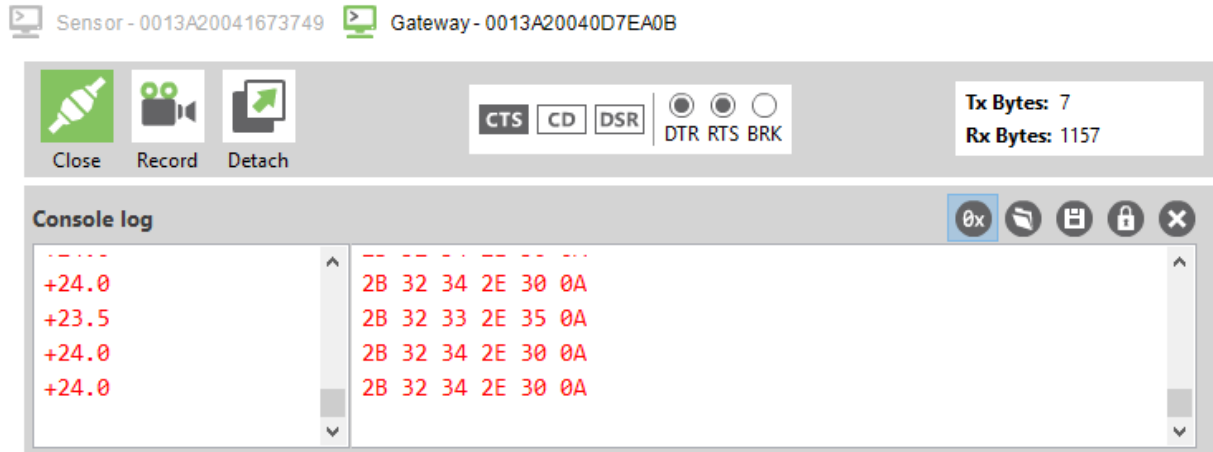 Sensor - 0013A20041673749 Gateway - 0013A20040D7EA0B
Close Record Detach
CTS CD DSR DTR RTS BRK
Tx Bytes: 7
Rx Bytes: 1157
Console log 0x
+24.0 2B 32 34 2E 30 0A
+23.5 2B 32 33 2E 35 0A
+24.0 2B 32 34 2E 30 0A
+24.0 2B 32 34 2E 30 0A